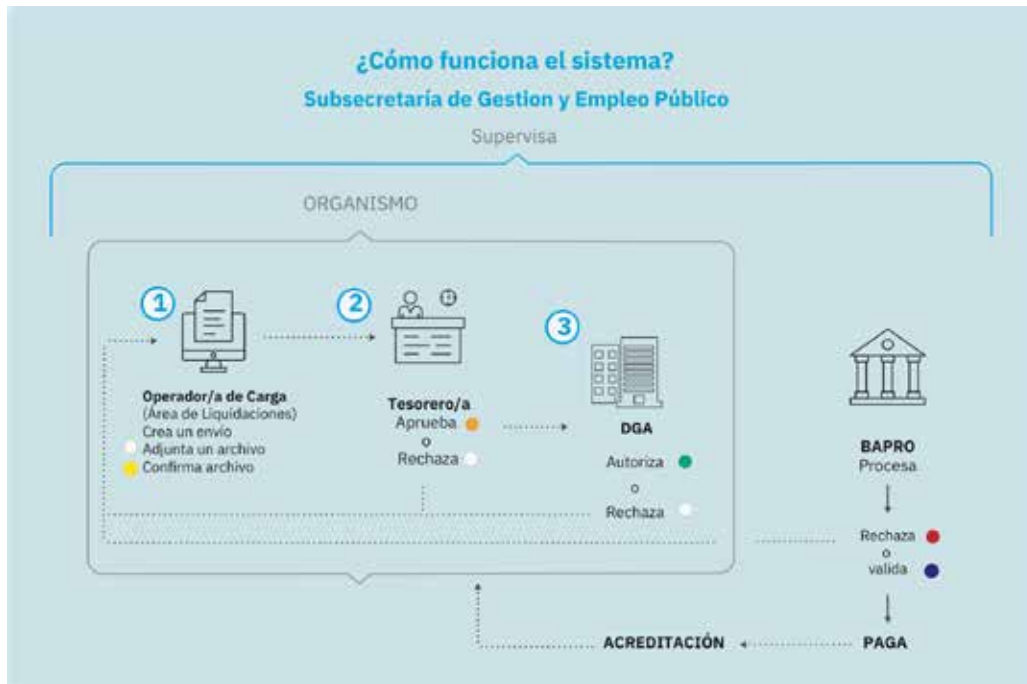 ¿Cómo funciona el sistema?
Subsecretaría de Gestion y Empleo Público
Supervisa
ORGANISMO
1
Operador/a de Carga
(Área de Liquidaciones)
Crea un envío
Adjunta un archivo
Confirma archivo
2
Tesorero/a
Aprueba
o
Rechaza
3
DGA
Autoriza
o
Rechaza
BAPRO
Procesa
Rechaza
o
valida
PAGA
ACREDITACIÓN